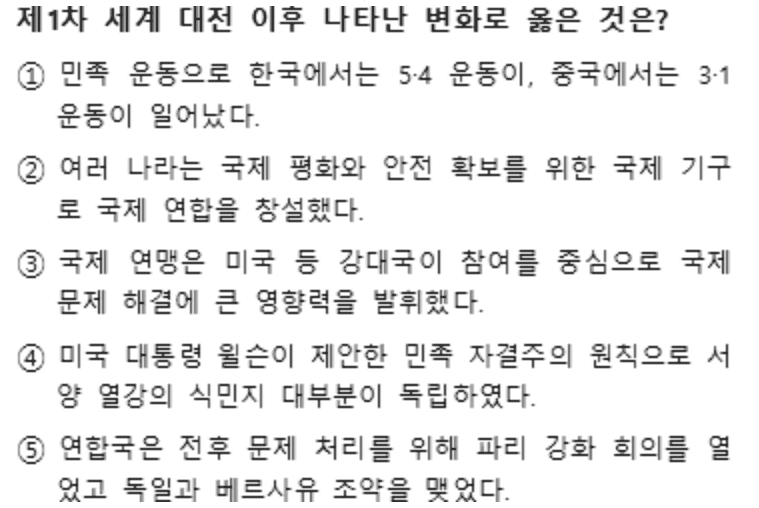 제1차 세계 대전 이후 나타난 변화로 옳은 것은?
① 민족 운동으로 한국에서는 5·4 운동이, 중국에서는 3·1
운동이 일어났다.
② 여러 나라는 국제 평화와 안전 확보를 위한 국제 기구
로 국제 연합을 창설했다.
③ 국제 연맹은 미국 등 강대국이 참여를 중심으로 국제
문제 해결에 큰 영향력을 발휘했다.
④ 미국 대통령 윌슨이 제안한 민족 자결주의 원칙으로 서
양 열강의 식민지 대부분이 독립하였다.
⑤ 연합국은 전후 문제 처리를 위해 파리 강화 회의를 열
었고 독일과 베르사유 조약을 맺었다.